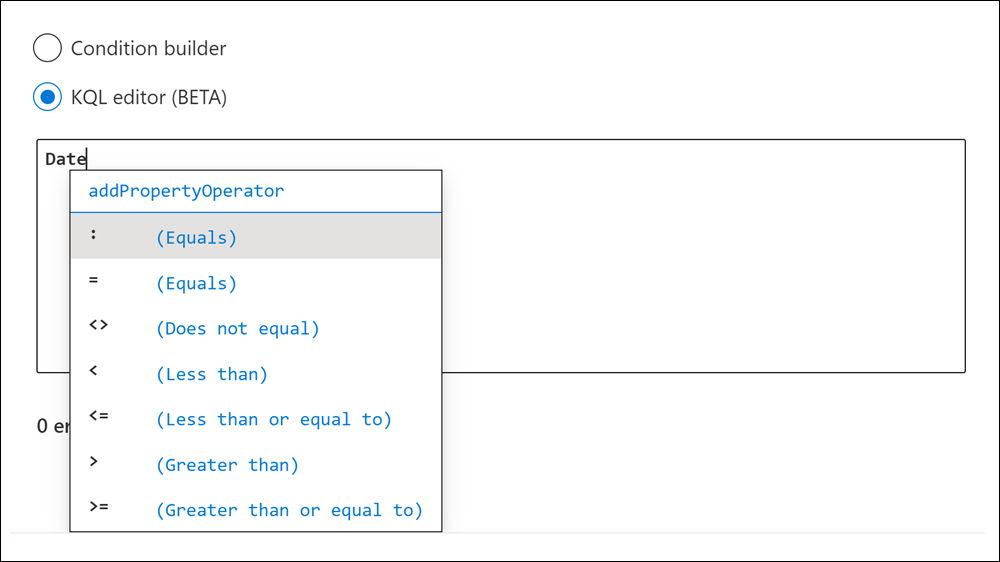 Condition builder
KQL editor (BETA)
Date
addPropertyOperator
: (Equals)
= (Equals)
<> (Does not equal)
< (Less than)
<= (Less than or equal to)
0 er
> (Greater than)
>= (Greater than or equal to)